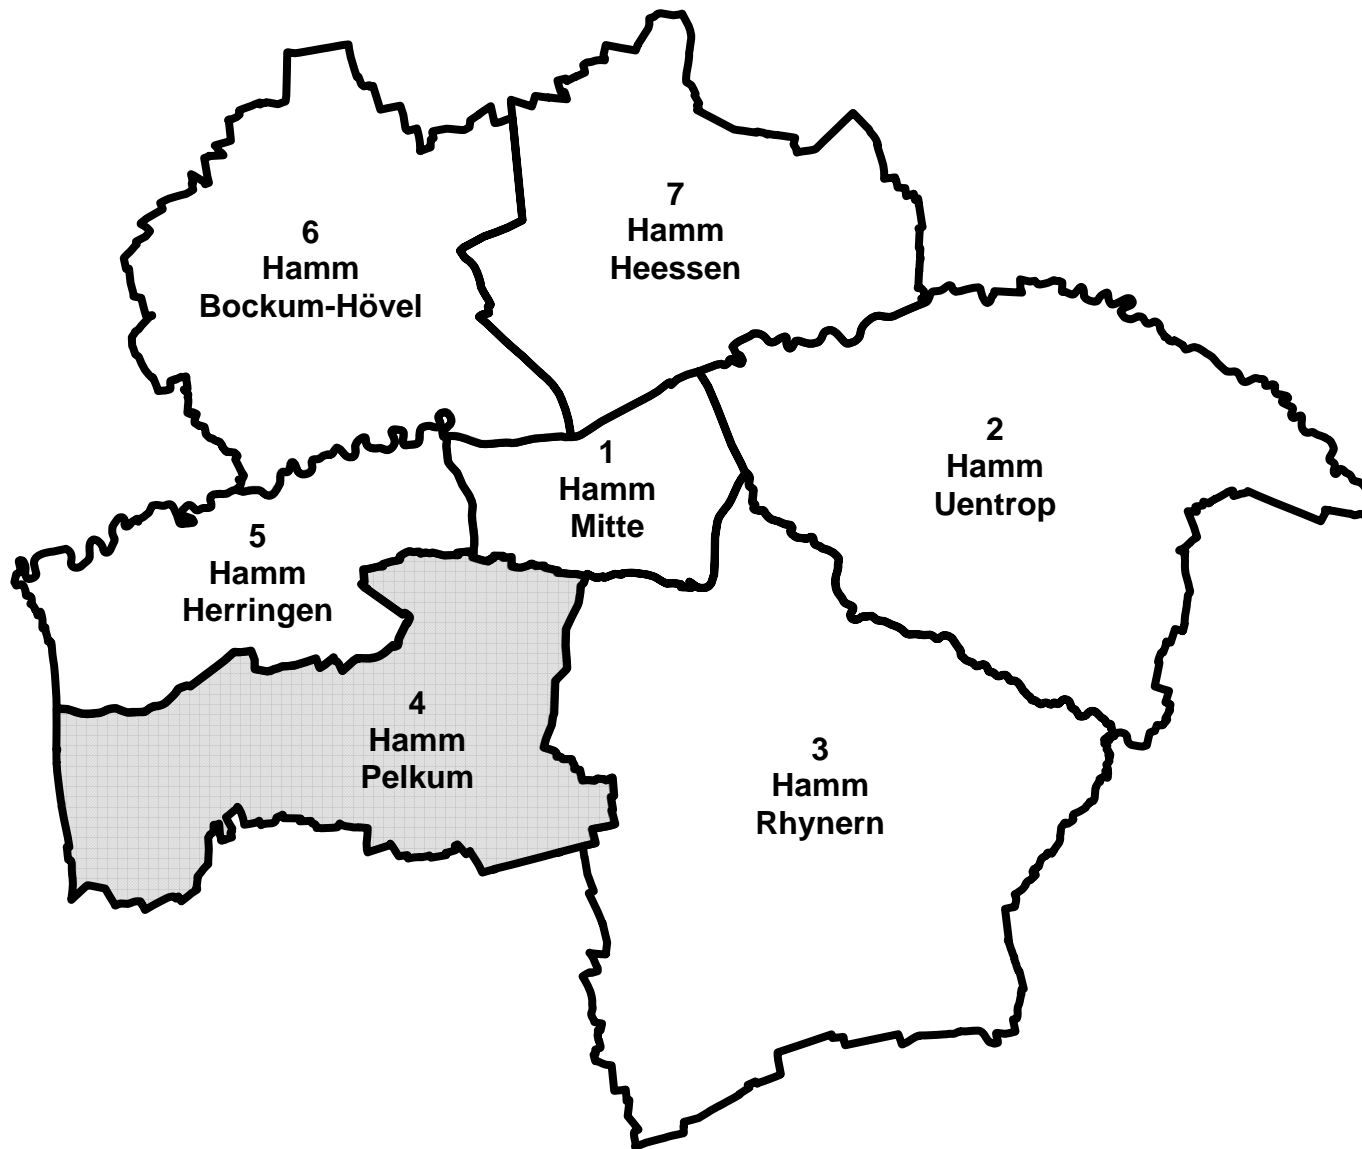 7
Hamm
Heessen
6
Hamm
Bockum-Hövel
2
Hamm
Uentrop
1
Hamm
Mitte
5
Hamm
Herringen
4
Hamm
Pelkum
3
Hamm
Rhynern